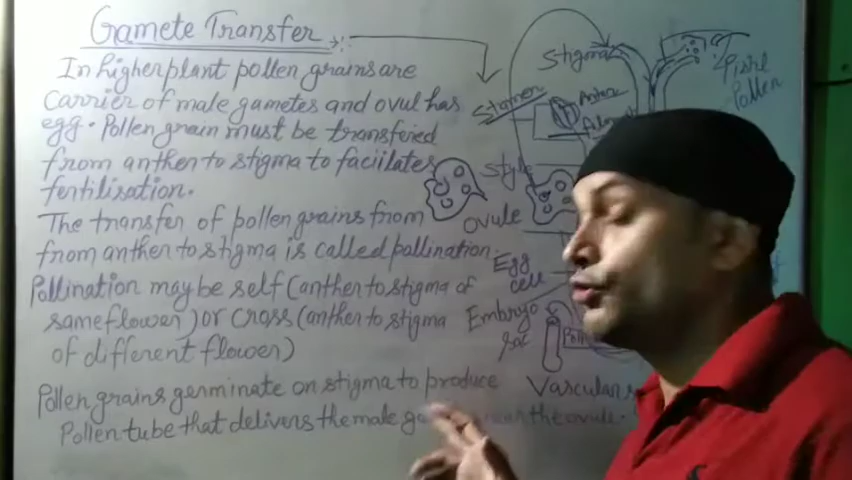 Gamete Transfer
In higher plant pollen grains are
carrier of male gametes and ovul has
egg. Pollen grain must be transfered
from anther to stigma to faciilates
fertilisation.
The transfer of pollen grains from
from anther to stigma is called pollination.
Pollination may be self (anther to stigma of
same flower) or cross (anther to stigma
of different flower)
Pollen grains germinate on stigma to produce
Pollen tube that delivers the male the ovule.
Stigma
Stamen
Style
ovule
Egg
cell
Embryo
Sac
Pollen
Vascular